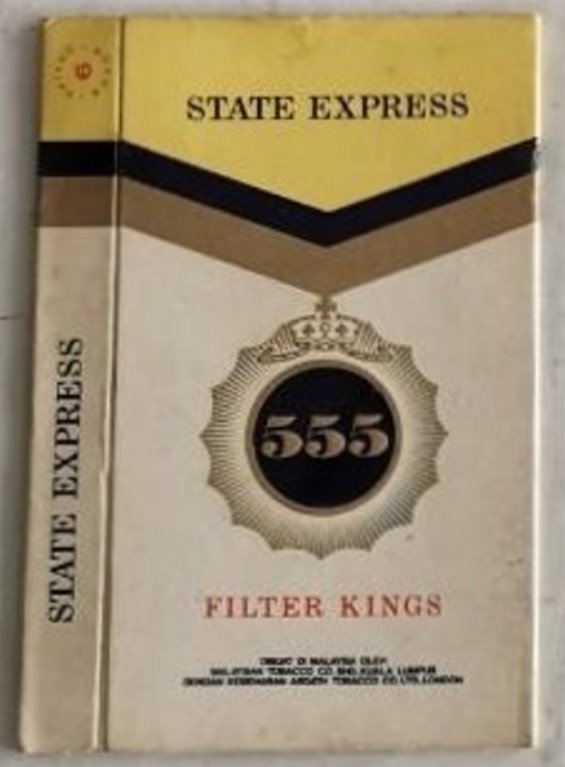 STATE EXPRESS
555
FILTER KINGS
DIBUAT DI MALAYSIA OLEH
MALAYSIAN TOBACCO CO. BHD., KUALA LUMPUR
DENGAN KEBENARAN ARDATH TOBACCO CO. LTD. LONDON
STATE EXPRESS
6